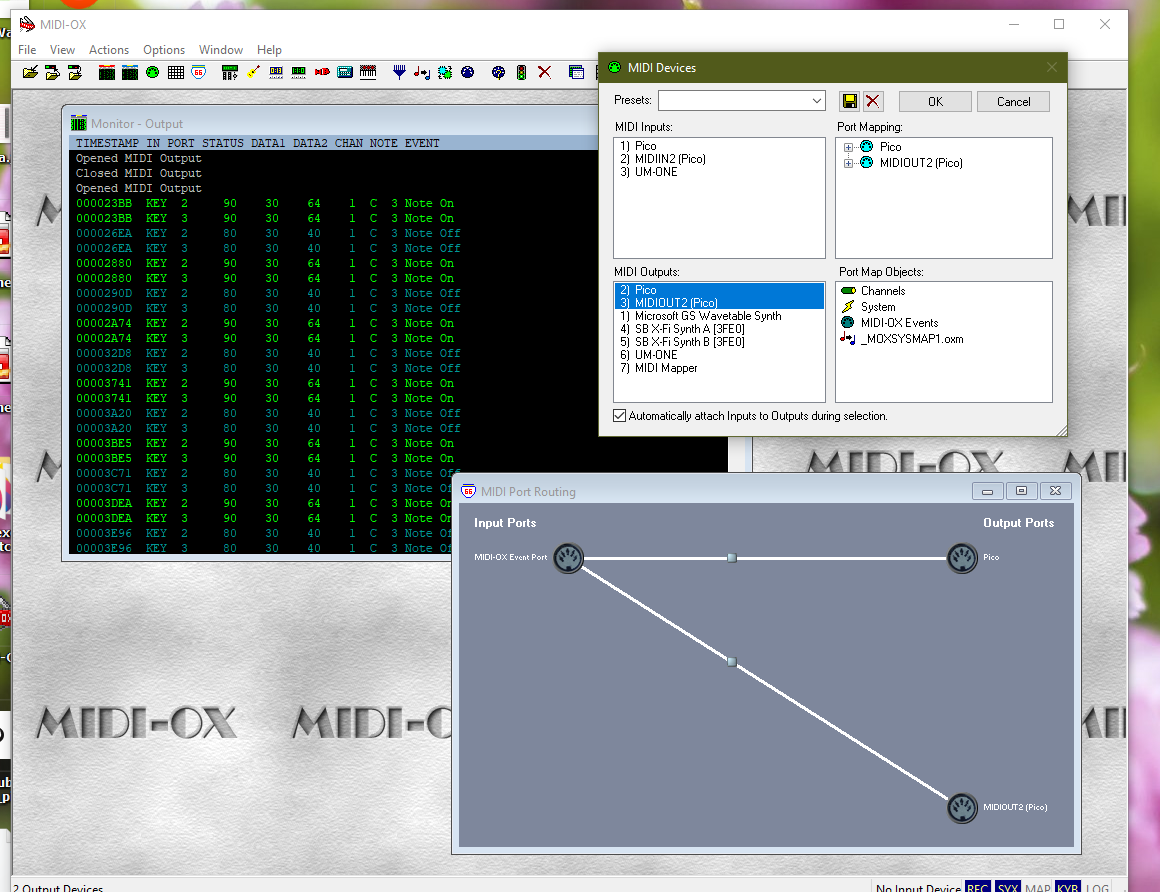 MIDI-OX
File View Actions Options Window Help
Monitor - Output
TIMESTAMP IN PORT STATUS DATA1 DATA2 CHAN NOTE EVENT
Opened MIDI Output
Closed MIDI Output
Opened MIDI Output
000023BB KEY 2 90 30 64 1 C 3 Note On
000023BB KEY 3 90 30 64 1 C 3 Note On
000026EA KEY 2 80 30 40 1 C 3 Note Off
000026EA KEY 3 80 30 40 1 C 3 Note Off
00002880 KEY 2 90 30 64 1 C 3 Note On
00002880 KEY 3 90 30 64 1 C 3 Note On
0000290D KEY 2 80 30 40 1 C 3 Note Off
0000290D KEY 3 80 30 40 1 C 3 Note Off
00002A74 KEY 2 90 30 64 1 C 3 Note On
00002A74 KEY 3 90 30 64 1 C 3 Note On
000032D8 KEY 2 80 30 40 1 C 3 Note Off
000032D8 KEY 3 80 30 40 1 C 3 Note Off
00003741 KEY 2 90 30 64 1 C 3 Note On
00003741 KEY 3 90 30 64 1 C 3 Note On
00003A20 KEY 2 80 30 40 1 C 3 Note Off
00003A20 KEY 3 80 30 40 1 C 3 Note Off
00003BE5 KEY 2 90 30 64 1 C 3 Note On
00003BE5 KEY 3 90 30 64 1 C 3 Note On
00003C71 KEY 2 80 30 40 1 C 3 Note Off
00003C71 KEY 3 80 30 40 1 C 3 Note
00003DEA KEY 2 90 30 64 1 C 3 Note
00003DEA KEY 3 90 30 64 1 C 3 Note
00003E96 KEY 2 80 30 40 1 C 3 Note
00003E96 KEY 3 80 30 40 1 C 3 Note
MIDI Devices
Presets:
OK
Cancel
MIDI Inputs:
1) Pico
2) MIDIIN2 (Pico)
3) UM-ONE
Port Mapping:
Pico
MIDIOUT2 (Pico)
MIDI Outputs:
2) Pico
3) MIDIOUT2 (Pico)
1) Microsoft GS Wavetable Synth
4) SB X-Fi Synth A [3FE0]
5) SB X-Fi Synth B [3FE0]
6) UM-ONE
7) MIDI Mapper
Port Map Objects:
Channels
System
MIDI-OX Events
_MOXSYSMAP1.oxm
Automatically attach Inputs to Outputs during selection.
MIDI-OX
MIDI Port Routing
Input Ports
Output Ports
MIDI-OX Event Port
Pico
MIDIOUT2 (Pico)
MIDI-OX
2 Output Devices
No Input Device REC SYX MAP KYB LOG